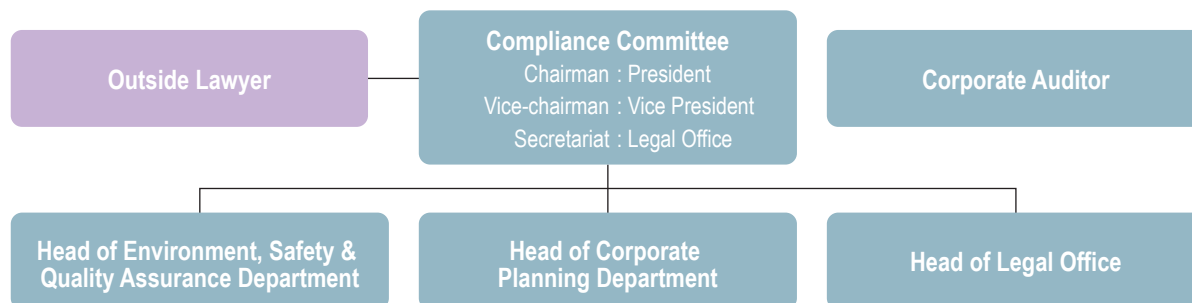 Outside Lawyer
Compliance Committee
Chairman : President
Vice-chairman : Vice President
Secretariat : Legal Office
Corporate Auditor
Head of Environment, Safety &
Quality Assurance Department
Head of Corporate
Planning Department
Head of Legal Office